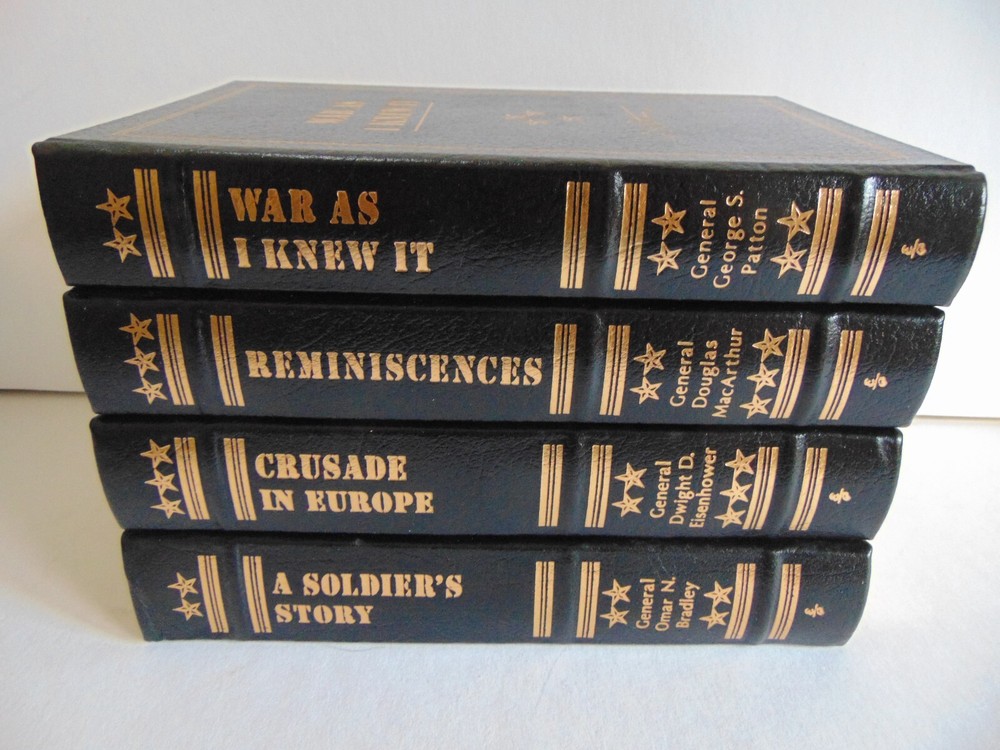 WAR AS
I KNEW IT
General
George S.
Patton
REMINISCENCES
General
Douglas
MacArthur
CRUSADE
IN EUROPE
General
Dwight D.
Eisenhower
A SOLDIER'S
STORY
General
Omar N.
Bradley